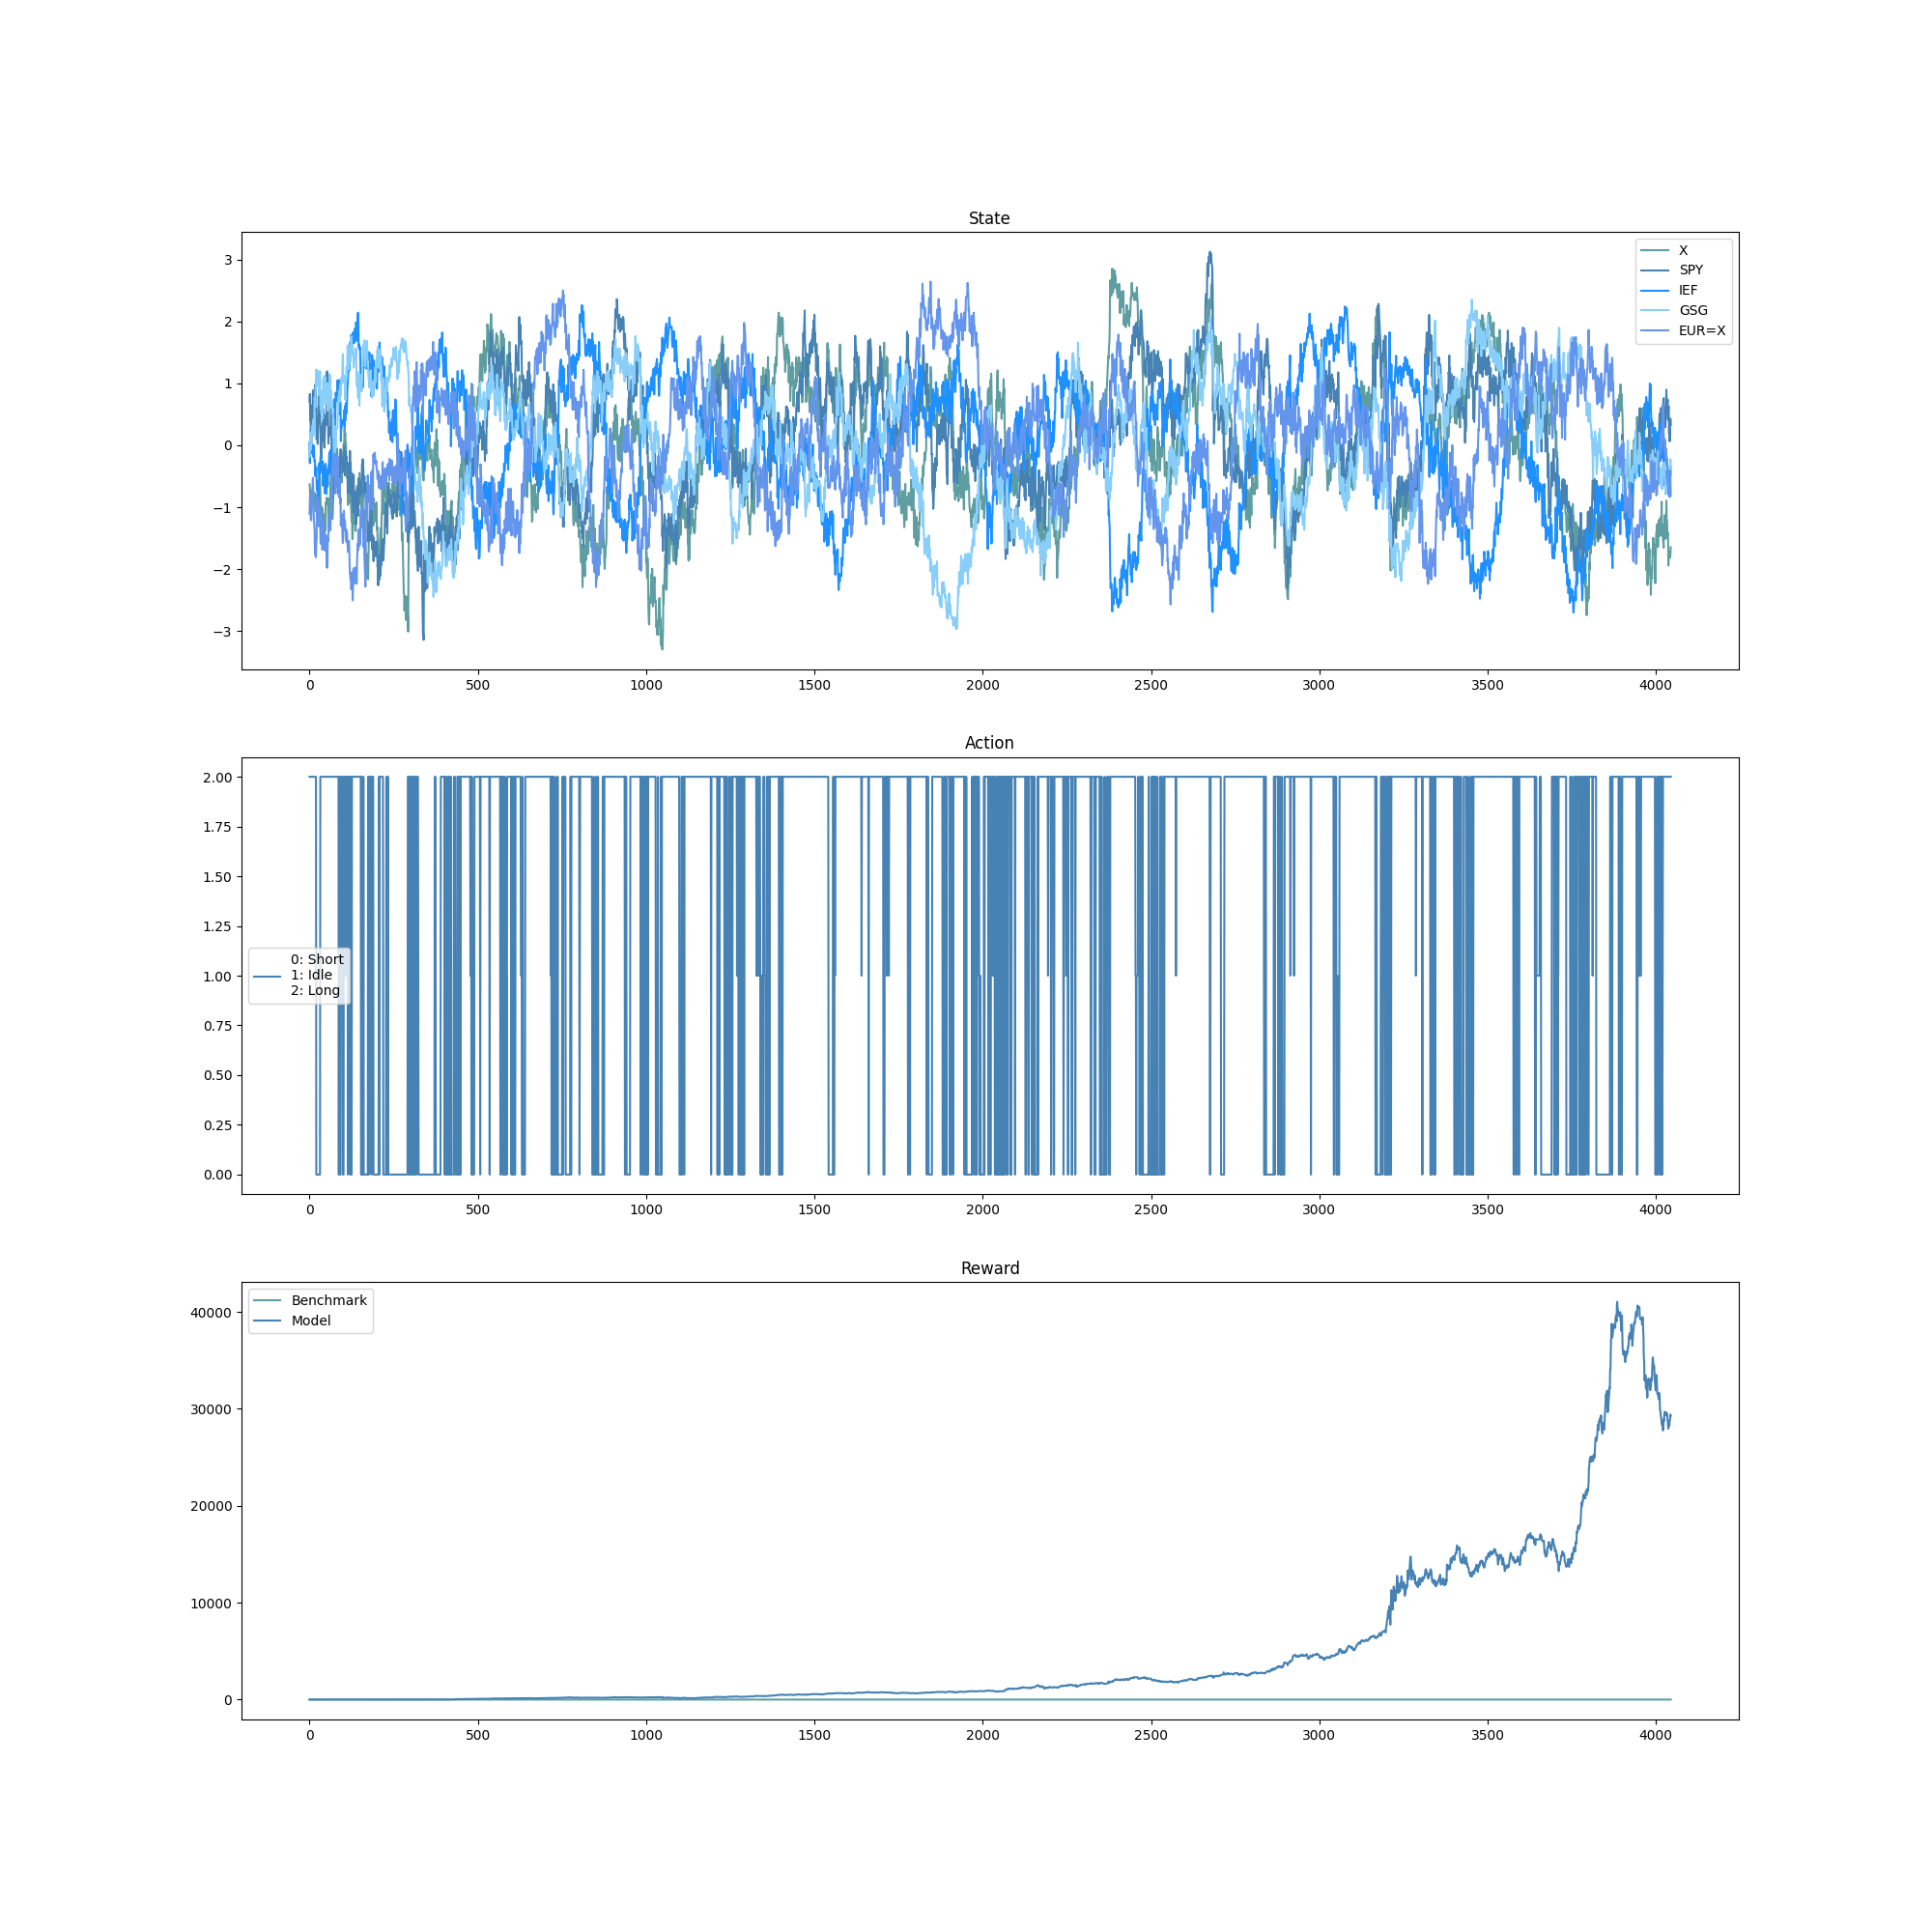 State
3
2
1
0
−1
−2
−3
X
SPY
IEF
GSG
EUR=X
0 500 1000 1500 2000 2500 3000 3500 4000
Action
2.00
1.75
1.50
1.25
1.00
0.75
0.50
0.25
0.00
0: Short
1: Idle
2: Long
0 500 1000 1500 2000 2500 3000 3500 4000
Reward
Benchmark
Model
40000
30000
20000
10000
0
0 500 1000 1500 2000 2500 3000 3500 4000